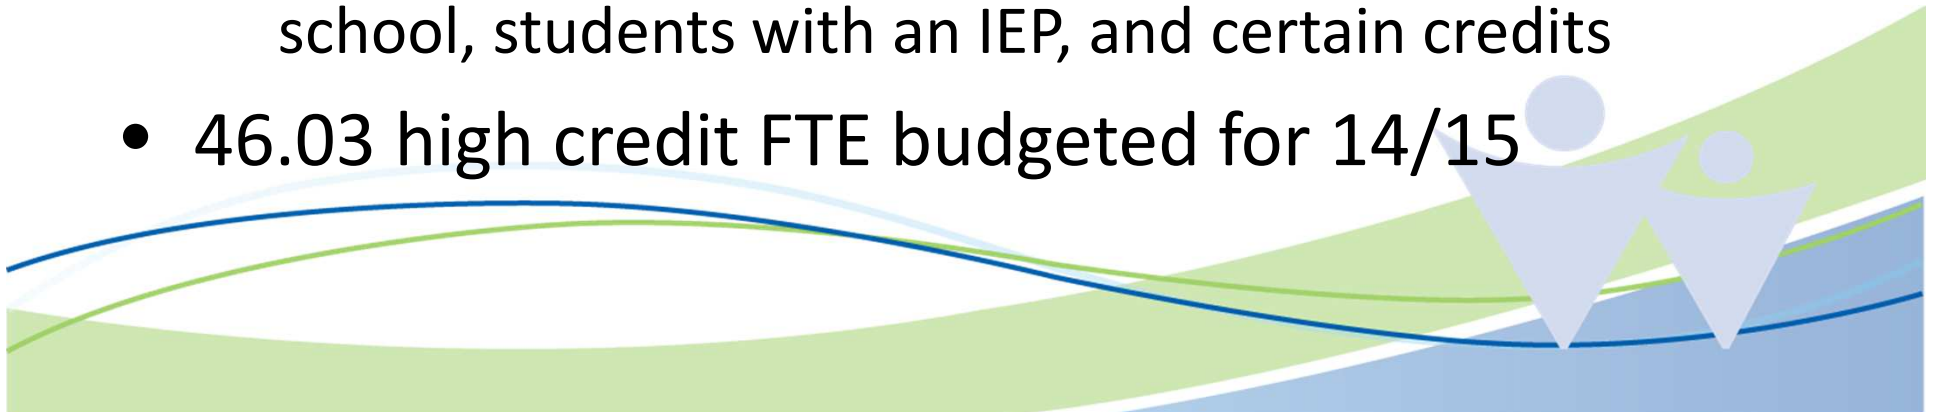 school, students with an IEP, and certain credits
• 46.03 high credit FTE budgeted for 14/15